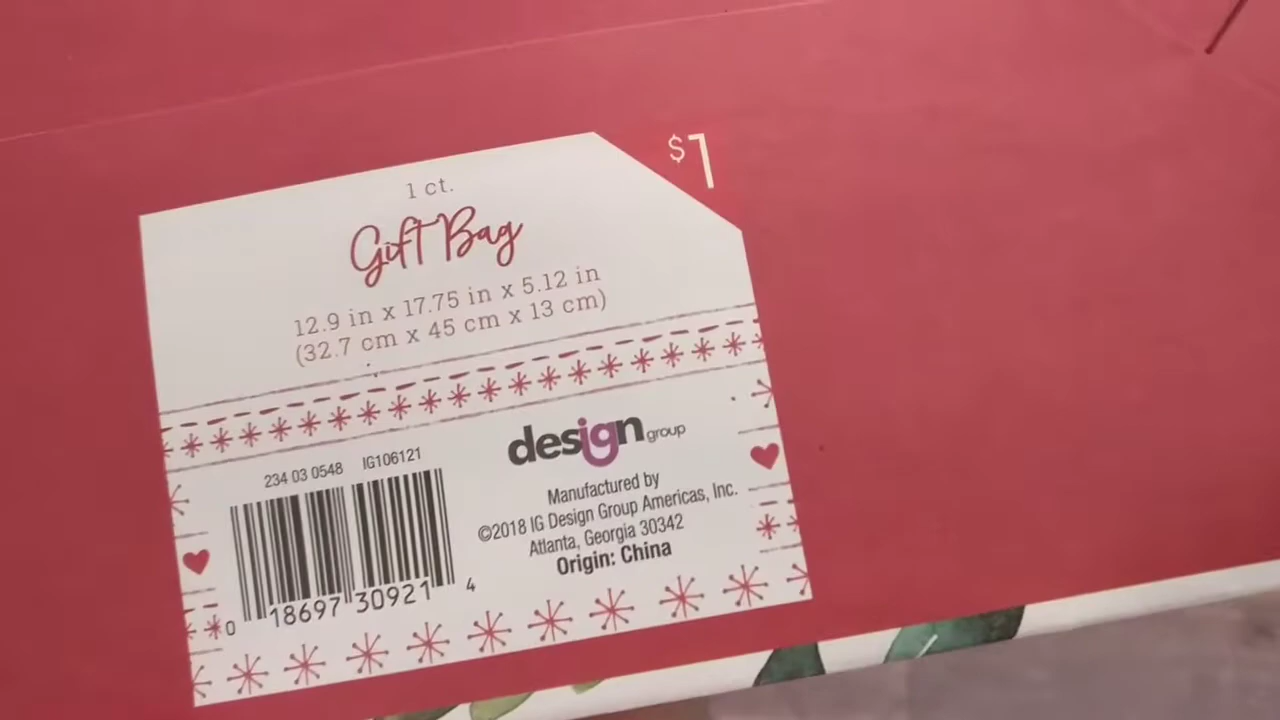 $1
1 ct.
Gift Bag
12.9 in x 17.75 in x 5.12 in
(32.7 cm x 45 cm x 13 cm)
234 03 0548 IG106121
0 18697 30921 4
design group
Manufactured by
©2018 IG Design Group Americas, Inc.
Atlanta, Georgia 30342
Origin: China